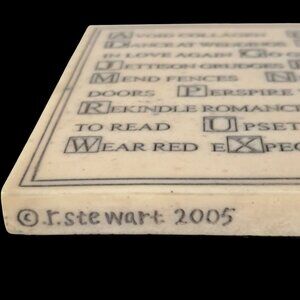 AVOID COLLAGEN
DANCE AT WEDDINGS
IN LOVE AGAIN GO
JETTISON GRUDGES
MEND FENCES N
DOORS PERSPIRE
REKINDLE ROMANCE
TO READ UPSET
WEAR RED EXPEC
© r.stewart 2005